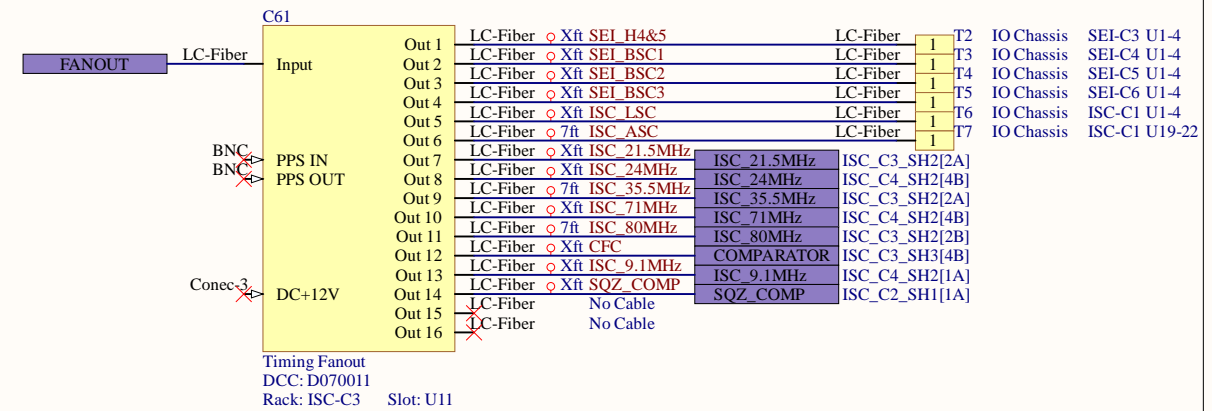 C61
FANOUT LC-Fiber Input
Out 1 LC-Fiber Xft SEI_H4&5 LC-Fiber 1 T2 IO Chassis SEI-C3 U1-4
Out 2 LC-Fiber Xft SEI_BSC1 LC-Fiber 1 T3 IO Chassis SEI-C4 U1-4
Out 3 LC-Fiber Xft SEI_BSC2 LC-Fiber 1 T4 IO Chassis SEI-C5 U1-4
Out 4 LC-Fiber Xft SEI_BSC3 LC-Fiber 1 T5 IO Chassis SEI-C6 U1-4
Out 5 LC-Fiber Xft ISC_LSC LC-Fiber 1 T6 IO Chassis ISC-C1 U1-4
Out 6 LC-Fiber 7ft ISC_ASC LC-Fiber 1 T7 IO Chassis ISC-C1 U19-22
BNC PPS IN Out 7 LC-Fiber Xft ISC_21.5MHz ISC_21.5MHz ISC_C3_SH2[2A]
BNC PPS OUT Out 8 LC-Fiber Xft ISC_24MHz ISC_24MHz ISC_C4_SH2[4B]
Out 9 LC-Fiber 7ft ISC_35.5MHz ISC_35.5MHz ISC_C3_SH2[2A]
Out 10 LC-Fiber Xft ISC_71MHz ISC_71MHz ISC_C4_SH2[4B]
Out 11 LC-Fiber 7ft ISC_80MHz ISC_80MHz ISC_C3_SH2[2B]
Out 12 LC-Fiber Xft CFC COMPARATOR ISC_C3_SH3[4B]
Out 13 LC-Fiber Xft ISC_9.1MHz ISC_9.1MHz ISC_C4_SH2[1A]
Conec-3 DC+12V Out 14 LC-Fiber Xft SQZ_COMP SQZ_COMP ISC_C2_SH1[1A]
Out 15 LC-Fiber No Cable
Out 16 LC-Fiber No Cable
Timing Fanout
DCC: D070011
Rack: ISC-C3 Slot: U11